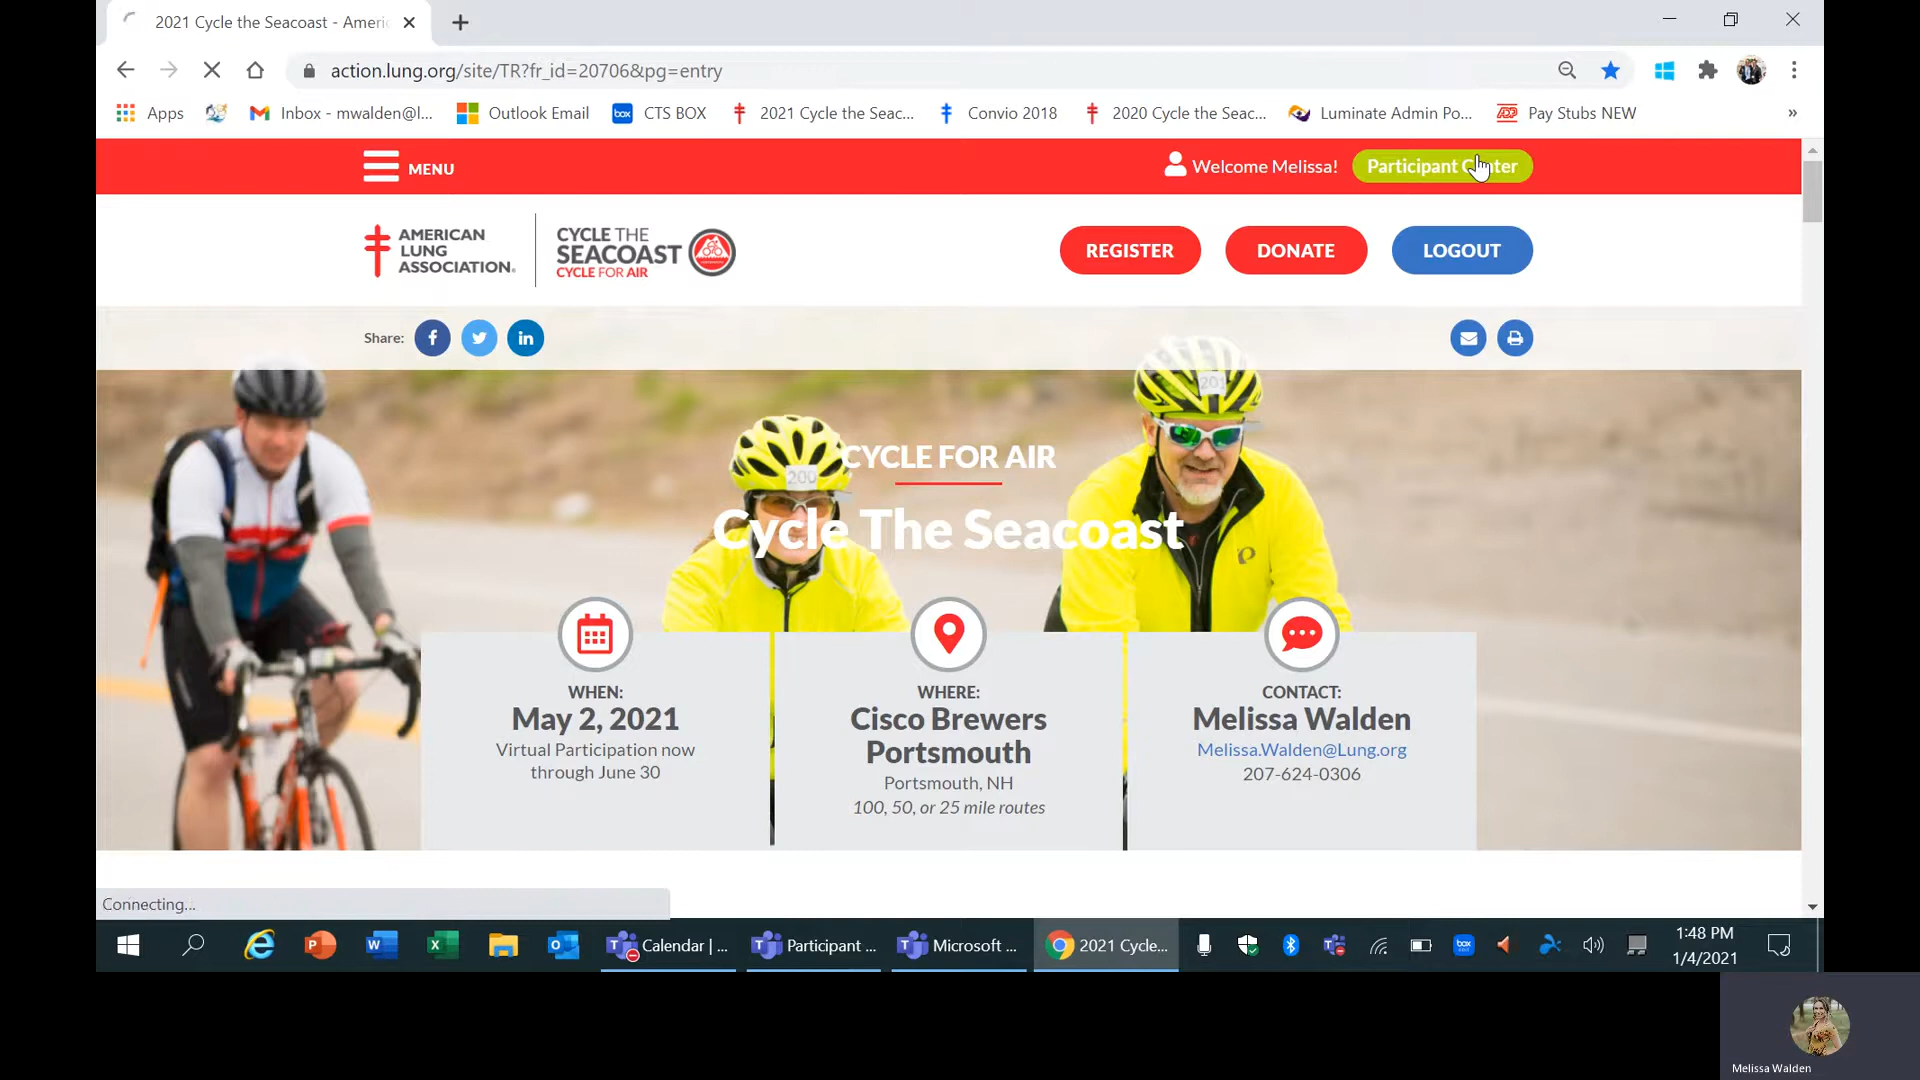 2021 Cycle the Seacoast - Ameri
action.lung.org/site/TR?fr_id=20706&pg=entry
Apps
Inbox - mwalden@l...
Outlook Email
box
CTS BOX
2021 Cycle the Seac...
Convio 2018
2020 Cycle the Seac...
Luminate Admin Po...
ADP
Pay Stubs NEW
»
MENU
Welcome Melissa!
Participant
AMERICAN
LUNG
ASSOCIATION.
CYCLE THE
SEACOAST
CYCLE FOR AIR
REGISTER
DONATE
LOGOUT
Share:
201
200
CYCLE FOR AIR
Cycle The Seacoast
WHEN:
May 2, 2021
Virtual Participation now
through June 30
WHERE:
Cisco Brewers
Portsmouth
Portsmouth, NH
100, 50, or 25 mile routes
CONTACT:
Melissa Walden
Melissa.Walden@Lung.org
207-624-0306
Connecting...
Calendar | ...
Participant ...
Microsoft ...
2021 Cycle...
box
1:48 PM
1/4/2021
Melissa Walden